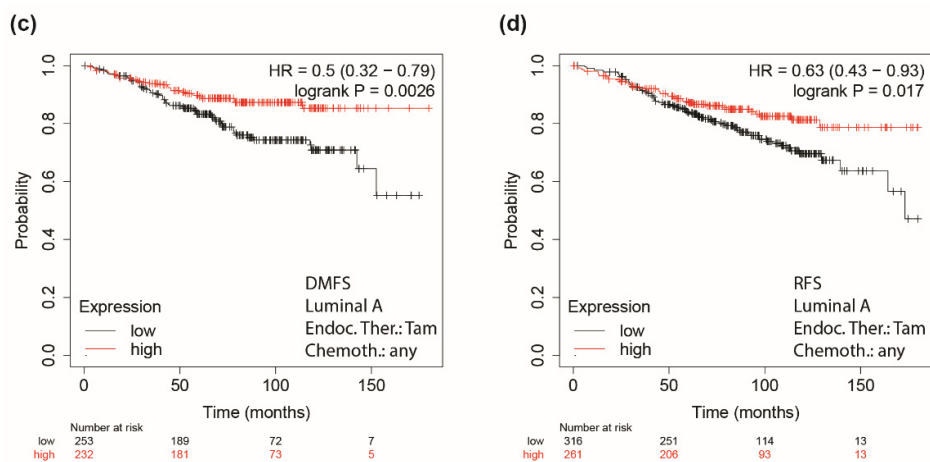 (c)
HR = 0.5 (0.32 − 0.79)
logrank P = 0.0026
Probability
1.0
0.8
0.6
0.4
0.2
0.0
DMFS
Luminal A
Endoc. Ther.: Tam
Chemoth.: any
Expression
low
high
0 50 100 150
Time (months)
Number at risk
low 253 189 72 7
high 232 181 73 5
(d)
HR = 0.63 (0.43 − 0.93)
logrank P = 0.017
Probability
1.0
0.8
0.6
0.4
0.2
0.0
RFS
Luminal A
Endoc. Ther.: Tam
Chemoth.: any
Expression
low
high
0 50 100 150
Time (months)
Number at risk
low 316 251 114 13
high 261 206 93 13